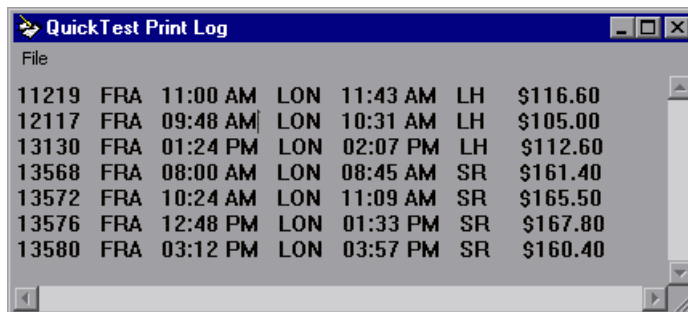 QuickTest Print Log
File
11219 FRA 11:00 AM LON 11:43 AM LH $116.60
12117 FRA 09:48 AM LON 10:31 AM LH $105.00
13130 FRA 01:24 PM LON 02:07 PM LH $112.60
13568 FRA 08:00 AM LON 08:45 AM SR $161.40
13572 FRA 10:24 AM LON 11:09 AM SR $165.50
13576 FRA 12:48 PM LON 01:33 PM SR $167.80
13580 FRA 03:12 PM LON 03:57 PM SR $160.40